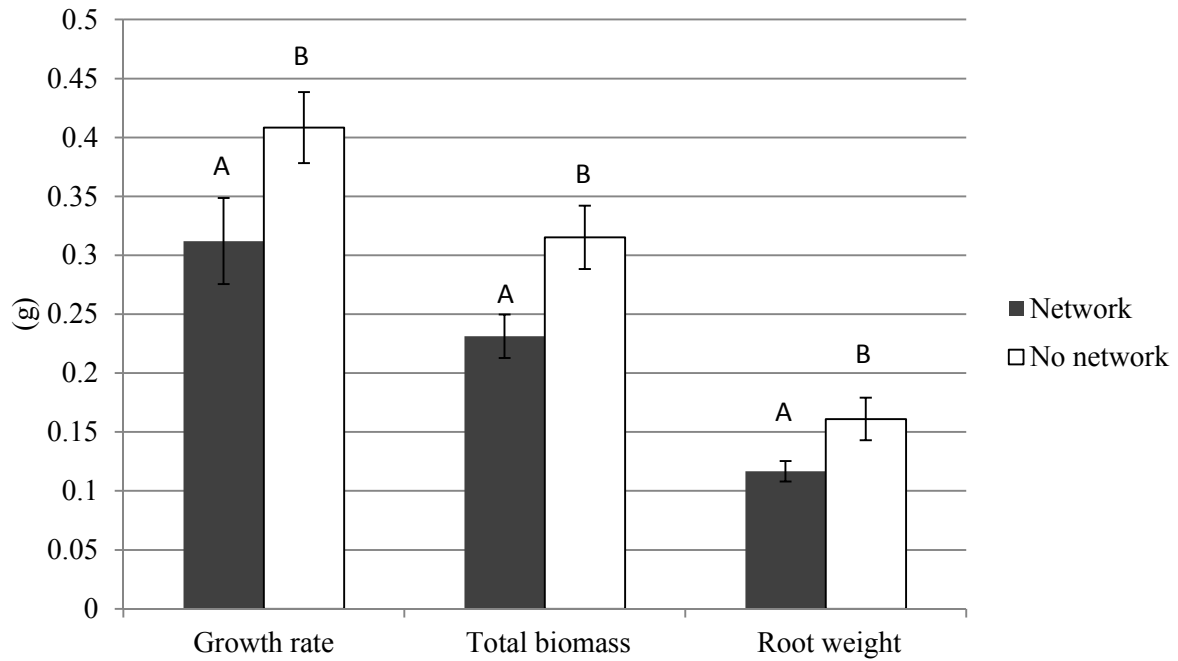 0.5
0.45
0.4
0.35
0.3
0.25
0.2
0.15
0.1
0.05
0
(g)
A
B
A
B
A
B
Growth rate
Total biomass
Root weight
Network
No network